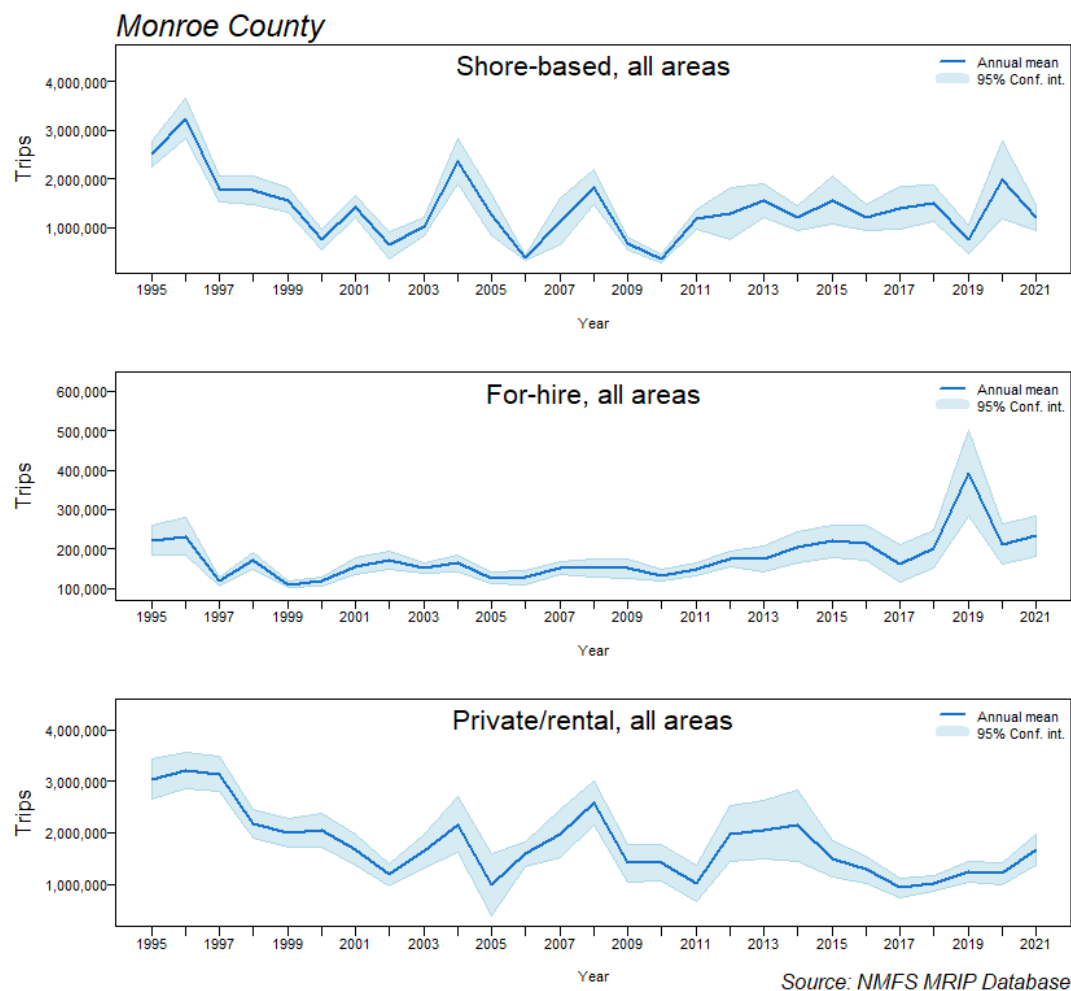 Monroe County
Shore-based, all areas
Annual mean
95% Conf. int.
Trips
4,000,000
3,000,000
2,000,000
1,000,000
1995 1997 1999 2001 2003 2005 2007 2009 2011 2013 2015 2017 2019 2021
Year
For-hire, all areas
Annual mean
95% Conf. int.
Trips
600,000
500,000
400,000
300,000
200,000
100,000
1995 1997 1999 2001 2003 2005 2007 2009 2011 2013 2015 2017 2019 2021
Year
Private/rental, all areas
Annual mean
95% Conf. int.
Trips
4,000,000
3,000,000
2,000,000
1,000,000
1995 1997 1999 2001 2003 2005 2007 2009 2011 2013 2015 2017 2019 2021
Year
Source: NMFS MRIP Database